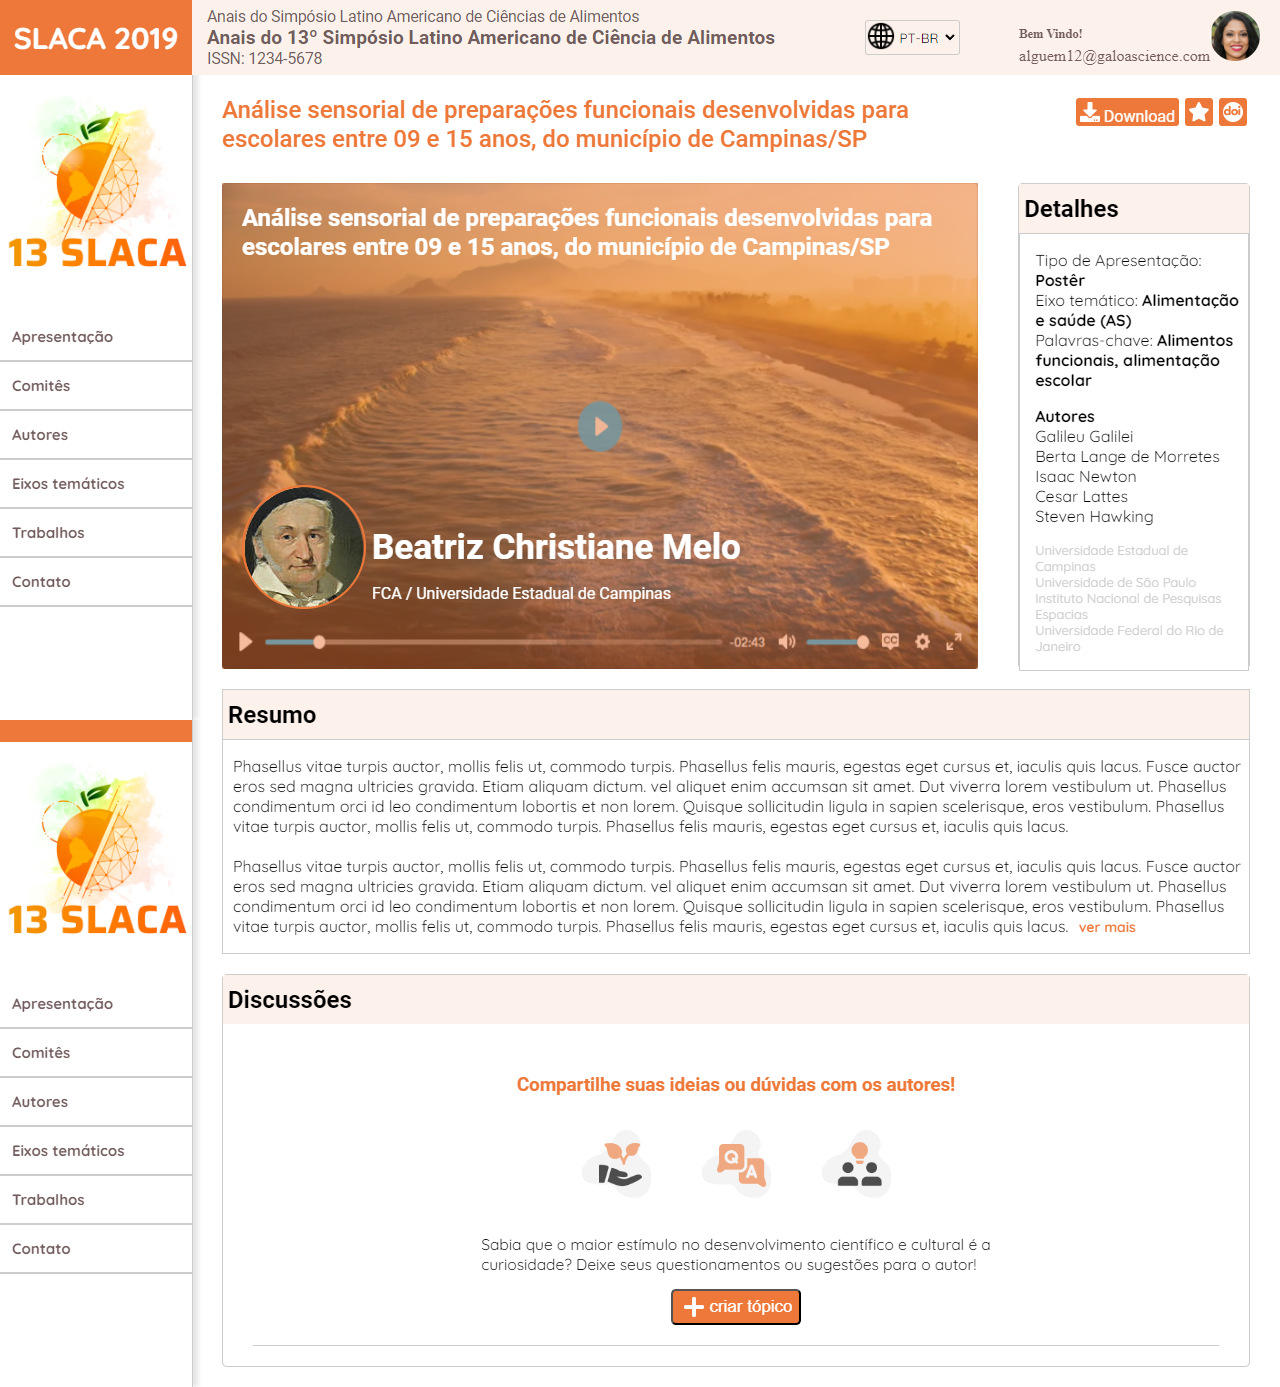 SLACA 2019
Anais do Simpósio Latino Americano de Ciências de Alimentos
Anais do 13º Simpósio Latino Americano de Ciência de Alimentos
ISSN: 1234-5678
PT-BR
Bem Vindo!
alguem12@galoascience.com
13 SLACA
Apresentação
Comitês
Autores
Eixos temáticos
Trabalhos
Contato
Análise sensorial de preparações funcionais desenvolvidas para
escolares entre 09 e 15 anos, do município de Campinas/SP
Download
doi
Análise sensorial de preparações funcionais desenvolvidas para
escolares entre 09 e 15 anos, do município de Campinas/SP
Beatriz Christiane Melo
FCA / Universidade Estadual de Campinas
-02:43
CC
Detalhes
Tipo de Apresentação:
Postêr
Eixo temático: Alimentação
e saúde (AS)
Palavras-chave: Alimentos
funcionais, alimentação
escolar
Autores
Galileu Galilei
Berta Lange de Morretes
Isaac Newton
Cesar Lattes
Steven Hawking
Universidade Estadual de
Campinas
Universidade de São Paulo
Instituto Nacional de Pesquisas
Espacias
Universidade Federal do Rio de
Janeiro
Resumo
Phasellus vitae turpis auctor, mollis felis ut, commodo turpis. Phasellus felis mauris, egestas eget cursus et, iaculis quis lacus. Fusce auctor
eros sed magna ultricies gravida. Etiam aliquam dictum. vel aliquet enim accumsan sit amet. Dut viverra lorem vestibulum ut. Phasellus
condimentum orci id leo condimentum lobortis et non lorem. Quisque sollicitudin ligula in sapien scelerisque, eros vestibulum. Phasellus
vitae turpis auctor, mollis felis ut, commodo turpis. Phasellus felis mauris, egestas eget cursus et, iaculis quis lacus.
Phasellus vitae turpis auctor, mollis felis ut, commodo turpis. Phasellus felis mauris, egestas eget cursus et, iaculis quis lacus. Fusce auctor
eros sed magna ultricies gravida. Etiam aliquam dictum. vel aliquet enim accumsan sit amet. Dut viverra lorem vestibulum ut. Phasellus
condimentum orci id leo condimentum lobortis et non lorem. Quisque sollicitudin ligula in sapien scelerisque, eros vestibulum. Phasellus
vitae turpis auctor, mollis felis ut, commodo turpis. Phasellus felis mauris, egestas eget cursus et, iaculis quis lacus. ver mais
13 SLACA
Apresentação
Comitês
Autores
Eixos temáticos
Trabalhos
Contato
Discussões
Compartilhe suas ideias ou dúvidas com os autores!
Q
A
Sabia que o maior estímulo no desenvolvimento científico e cultural é a
curiosidade? Deixe seus questionamentos ou sugestões para o autor!
criar tópico